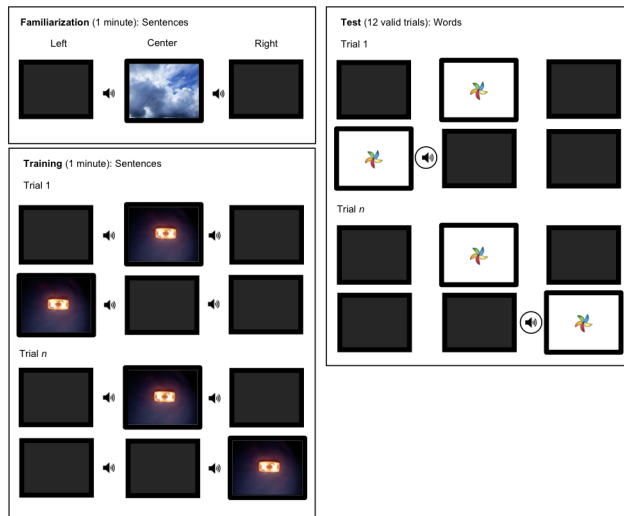 Familiarization (1 minute): Sentences
Left Center Right
Training (1 minute): Sentences
Trial 1
Trial n
Test (12 valid trials): Words
Trial 1
Trial n